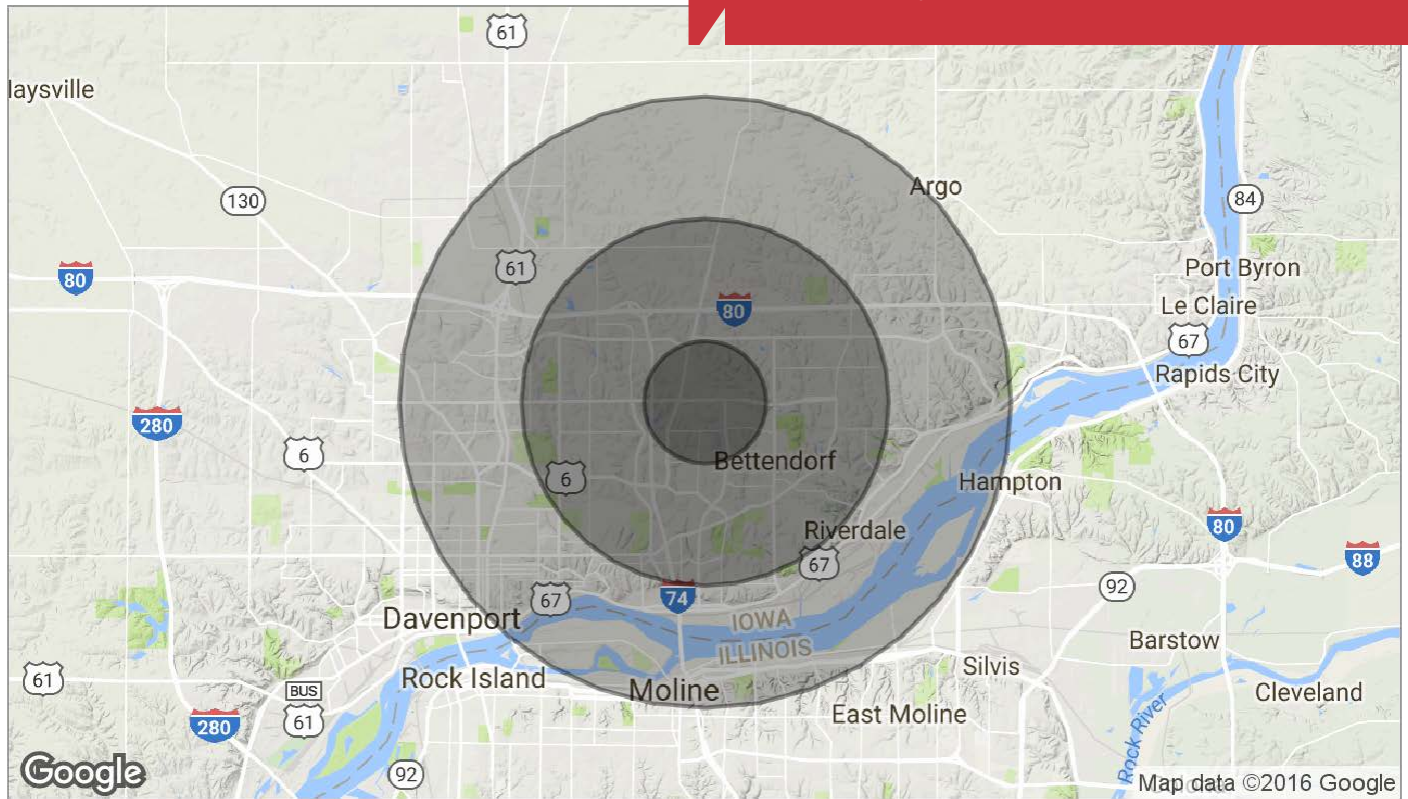 61
laysville
Argo
130
84
61
Port Byron
80
Le Claire
80
67
Rapids City
280
6
Bettendorf
6
Hampton
Riverdale
80
67
88
92
74
67
Davenport
IOWA
ILLINOIS
Barstow
Silvis
61
Rock Island
BUS
61
Moline
Cleveland
East Moline
280
Rock River
92
Google
Map data ©2016 Google